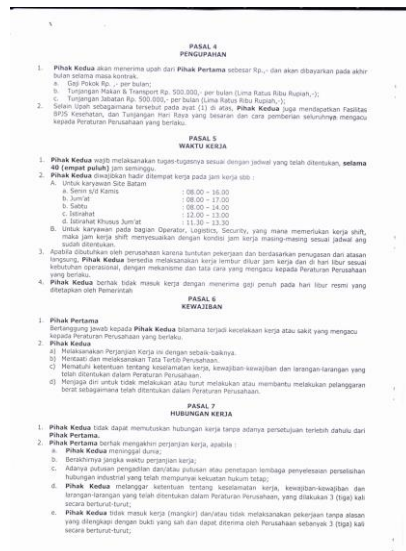 PASAL 4
PENGUPAHAN
1. Pihak Kedua akan menerima upah dari Pihak Pertama sebesar Rp.,- dan akan dibayarkan pada akhir
bulan selama masa kontrak.
a. Gaji Pokok Rp. ,- per bulan;
b. Tunjangan Makan & Transport Rp. 500.000,- per bulan (Lima Ratus Ribu Rupiah,-);
c. Tunjangan Jabatan Rp. 500.000,- per bulan (Lima Ratus Ribu Rupiah,-);
2. Selain Upah sebagaimana tersebut pada ayat (1) di atas, Pihak Kedua juga mendapatkan Fasilitas
BPJS Kesehatan, dan Tunjangan Hari Raya yang besaran dan cara pemberian seluruhnya mengacu
kepada Peraturan Perusahaan yang berlaku.
PASAL 5
WAKTU KERJA
1. Pihak Kedua wajib melaksanakan tugas-tugasnya sesuai dengan jadwal yang telah ditentukan, selama
40 (empat puluh) jam seminggu.
2. Pihak Kedua diwajibkan hadir ditempat kerja pada jam kerja sbb :
A. Untuk karyawan Site Batam
a. Senin s/d Kamis : 08.00 – 16.00
b. Jum'at : 08.00 – 17.00
b. Sabtu : 08.00 – 14.00
c. Istirahat : 12.00 – 13.00
d. Istirahat Khusus Jum'at : 11.30 – 13.30
B. Untuk karyawan pada bagian Operator, Logistics, Security, yang mana memerlukan kerja shift,
maka jam kerja shift menyesuaikan dengan kondisi jam kerja masing-masing sesuai jadwal ang
sudah ditentukan.
3. Apabila dibutuhkan oleh perusahaan karena tuntutan pekerjaan dan berdasarkan penugasan dari atasan
langsung, Pihak Kedua bersedia melaksanakan kerja lembur diluar jam kerja dan di hari libur sesuai
kebutuhan operasional, dengan mekanisme dan tata cara yang mengacu kepada Peraturan Perusahaan
yang berlaku.
4. Pihak Kedua berhak tidak masuk kerja dengan menerima gaji penuh pada hari libur resmi yang
ditetapkan oleh Pemerintah
PASAL 6
KEWAJIBAN
1. Pihak Pertama
Bertanggung jawab kepada Pihak Kedua bilamana terjadi kecelakaan kerja atau sakit yang mengacu
kepada Peraturan Perusahaan yang berlaku.
2. Pihak Kedua
a) Melaksanakan Perjanjian Kerja ini dengan sebaik-baiknya.
b) Mentaati dan melaksanakan Tata Tertib Perusahaan.
c) Mematuhi ketentuan tentang keselamatan kerja, kewajiban-kewajiban dan larangan-larangan yang
telah ditentukan dalam Peraturan Perusahaan.
d) Menjaga diri untuk tidak melakukan atau turut melakukan atau membantu melakukan pelanggaran
berat sebagaimana telah ditentukan dalam Peraturan Perusahaan.
PASAL 7
HUBUNGAN KERJA
1. Pihak Kedua tidak dapat memutuskan hubungan kerja tanpa adanya persetujuan terlebih dahulu dari
Pihak Pertama.
2. Pihak Pertama berhak mengakhiri perjanjian kerja, apabila :
a. Pihak Kedua meninggal dunia;
b. Berakhirnya jangka waktu perjanjian kerja;
c. Adanya putusan pengadilan dan/atau putusan atau penetapan lembaga penyelesaian perselisihan
hubungan industrial yang telah mempunyai kekuatan hukum tetap;
d. Pihak Kedua melanggar ketentuan tentang keselamatan kerja, kewajiban-kewajiban dan
larangan-larangan yang telah ditentukan dalam Peraturan Perusahaan, yang dilakukan 3 (tiga) kali
secara berturut-turut;
e. Pihak Kedua tidak masuk kerja (mangkir) dan/atau tidak melaksanakan pekerjaan tanpa alasan
yang dilengkapi dengan bukti yang sah dan dapat diterima oleh Perusahaan sebanyak 3 (tiga) kali
secara berturut-turut;